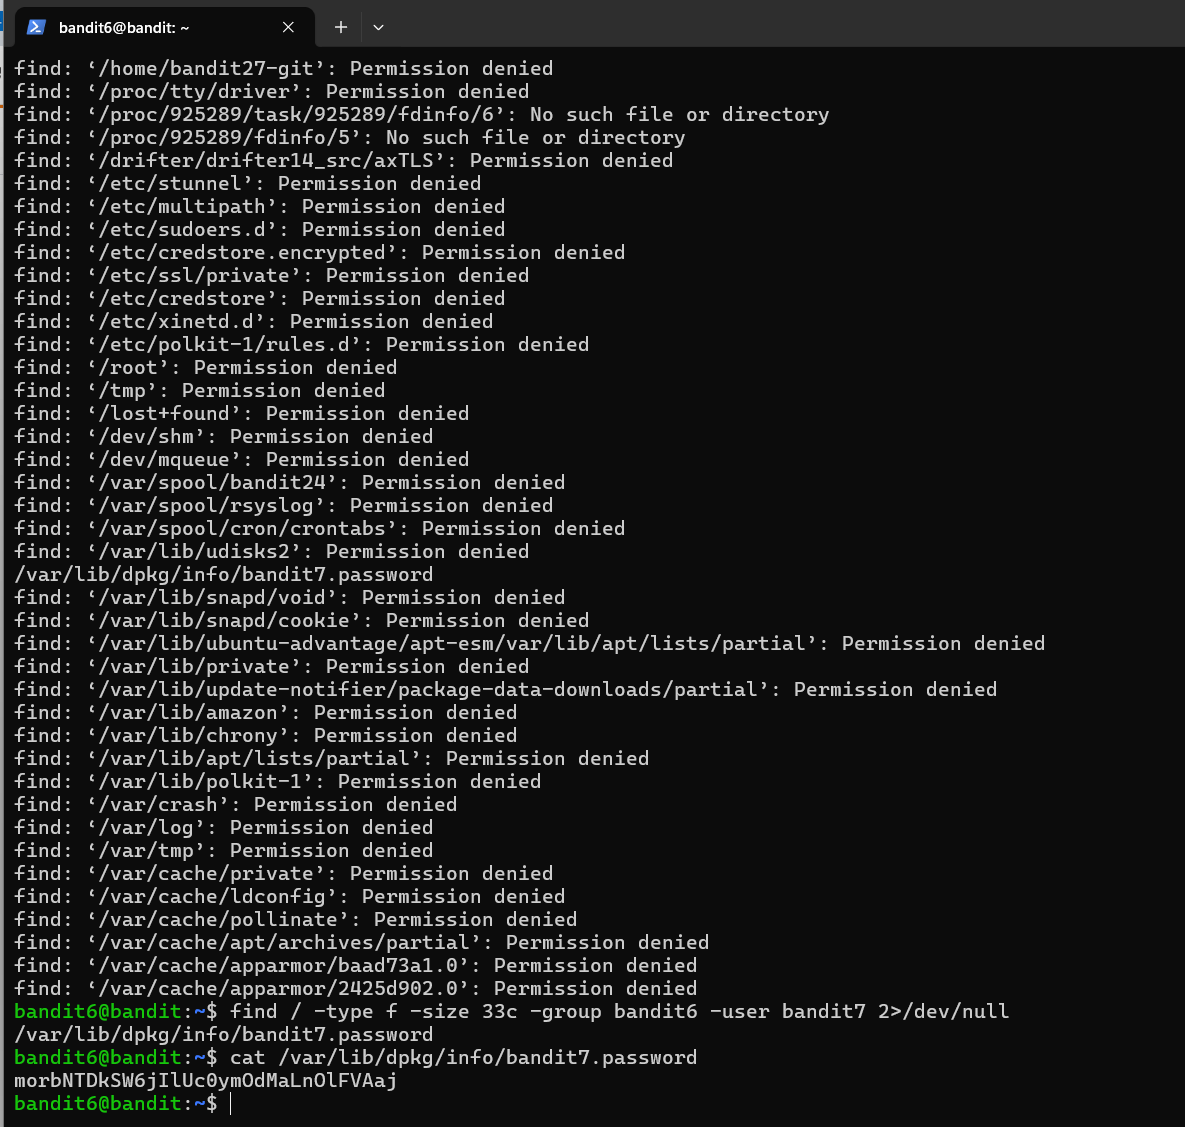 bandit6@bandit: ~
find: ‘/home/bandit27-git’: Permission denied
find: ‘/proc/tty/driver’: Permission denied
find: ‘/proc/925289/task/925289/fdinfo/6’: No such file or directory
find: ‘/proc/925289/fdinfo/5’: No such file or directory
find: ‘/drifter/drifter14_src/axTLS’: Permission denied
find: ‘/etc/stunnel’: Permission denied
find: ‘/etc/multipath’: Permission denied
find: ‘/etc/sudoers.d’: Permission denied
find: ‘/etc/credstore.encrypted’: Permission denied
find: ‘/etc/ssl/private’: Permission denied
find: ‘/etc/credstore’: Permission denied
find: ‘/etc/xinetd.d’: Permission denied
find: ‘/etc/polkit-1/rules.d’: Permission denied
find: ‘/root’: Permission denied
find: ‘/tmp’: Permission denied
find: ‘/lost+found’: Permission denied
find: ‘/dev/shm’: Permission denied
find: ‘/dev/mqueue’: Permission denied
find: ‘/var/spool/bandit24’: Permission denied
find: ‘/var/spool/rsyslog’: Permission denied
find: ‘/var/spool/cron/crontabs’: Permission denied
find: ‘/var/lib/udisks2’: Permission denied
/var/lib/dpkg/info/bandit7.password
find: ‘/var/lib/snapd/void’: Permission denied
find: ‘/var/lib/snapd/cookie’: Permission denied
find: ‘/var/lib/ubuntu-advantage/apt-esm/var/lib/apt/lists/partial’: Permission denied
find: ‘/var/lib/private’: Permission denied
find: ‘/var/lib/update-notifier/package-data-downloads/partial’: Permission denied
find: ‘/var/lib/amazon’: Permission denied
find: ‘/var/lib/chrony’: Permission denied
find: ‘/var/lib/apt/lists/partial’: Permission denied
find: ‘/var/lib/polkit-1’: Permission denied
find: ‘/var/crash’: Permission denied
find: ‘/var/log’: Permission denied
find: ‘/var/tmp’: Permission denied
find: ‘/var/cache/private’: Permission denied
find: ‘/var/cache/ldconfig’: Permission denied
find: ‘/var/cache/pollinate’: Permission denied
find: ‘/var/cache/apt/archives/partial’: Permission denied
find: ‘/var/cache/apparmor/baad73a1.0’: Permission denied
find: ‘/var/cache/apparmor/2425d902.0’: Permission denied
bandit6@bandit:~$ find / -type f -size 33c -group bandit6 -user bandit7 2>/dev/null
/var/lib/dpkg/info/bandit7.password
bandit6@bandit:~$ cat /var/lib/dpkg/info/bandit7.password
morbNTDkSW6jIlUc0ymOdMaLnOlFVAaj
bandit6@bandit:~$